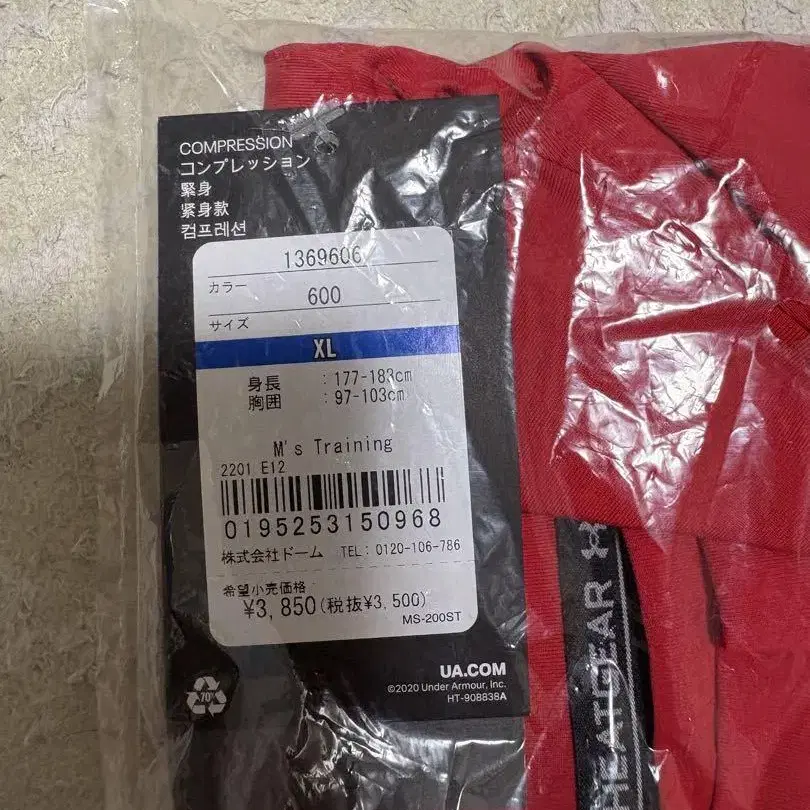 COMPRESSION
コンプレッション
緊身
紧身款
컴프레션
1369606
カラー
600
サイズ
XL
身長 : 177-183cm
胸囲 : 97-103cm
M's Training
2201 E12
0195253150968
株式会社ドーム TEL: 0120-106-786
希望小売価格
¥3,850(税抜¥3,500)
MS-200ST
70%
UA.COM
©2020 Under Armour, Inc.
HT-908838A
HEATGEAR